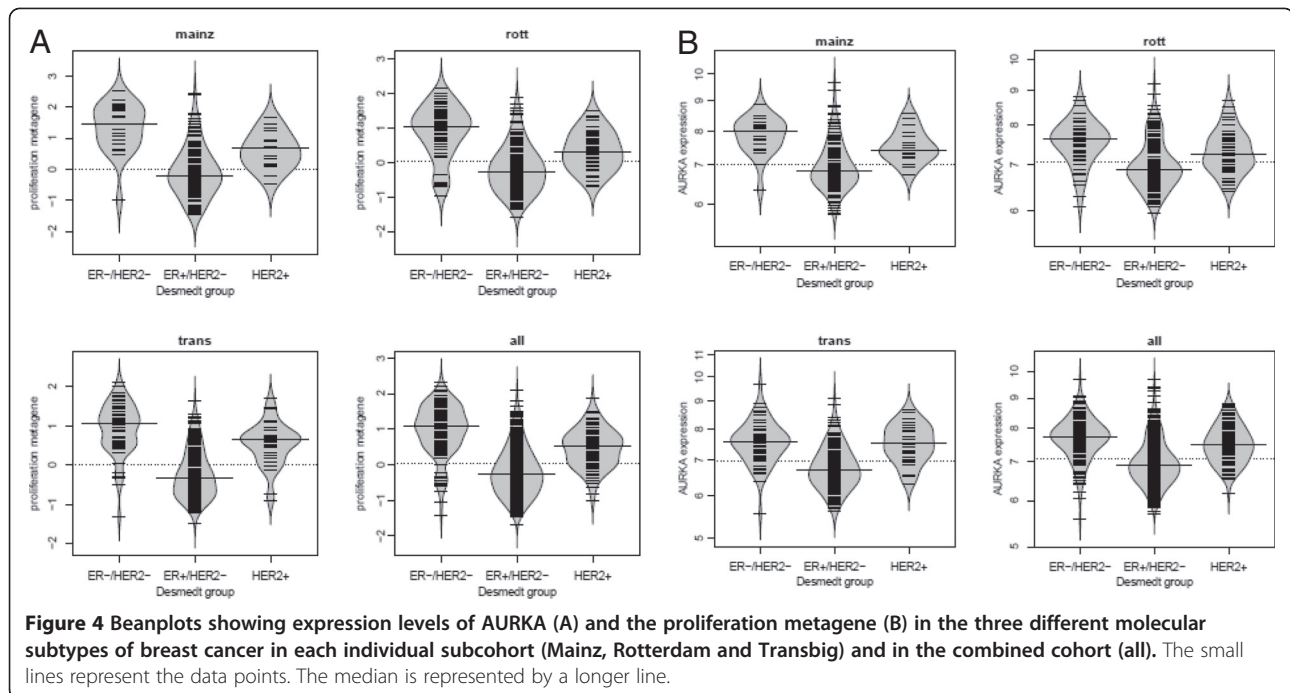 A
mainz
proliferation metagene
3
2
1
0
−1
−2
ER−/HER2− ER+/HER2− HER2+
Desmedt group
rott
proliferation metagene
3
2
1
0
−1
−2
ER−/HER2− ER+/HER2− HER2+
Desmedt group
B
mainz
AURKA expression
10
9
8
7
6
ER−/HER2− ER+/HER2− HER2+
Desmedt group
rott
AURKA expression
10
9
8
7
6
ER−/HER2− ER+/HER2− HER2+
Desmedt group
trans
proliferation metagene
2
1
0
−1
−2
ER−/HER2− ER+/HER2− HER2+
Desmedt group
all
proliferation metagene
3
2
1
0
−1
−2
ER−/HER2− ER+/HER2− HER2+
Desmedt group
trans
AURKA expression
11
10
9
8
7
6
5
ER−/HER2− ER+/HER2− HER2+
Desmedt group
all
AURKA expression
10
9
8
7
6
5
ER−/HER2− ER+/HER2− HER2+
Desmedt group
Figure 4 Beanplots showing expression levels of AURKA (A) and the proliferation metagene (B) in the three different molecular
subtypes of breast cancer in each individual subcohort (Mainz, Rotterdam and Transbig) and in the combined cohort (all). The small
lines represent the data points. The median is represented by a longer line.